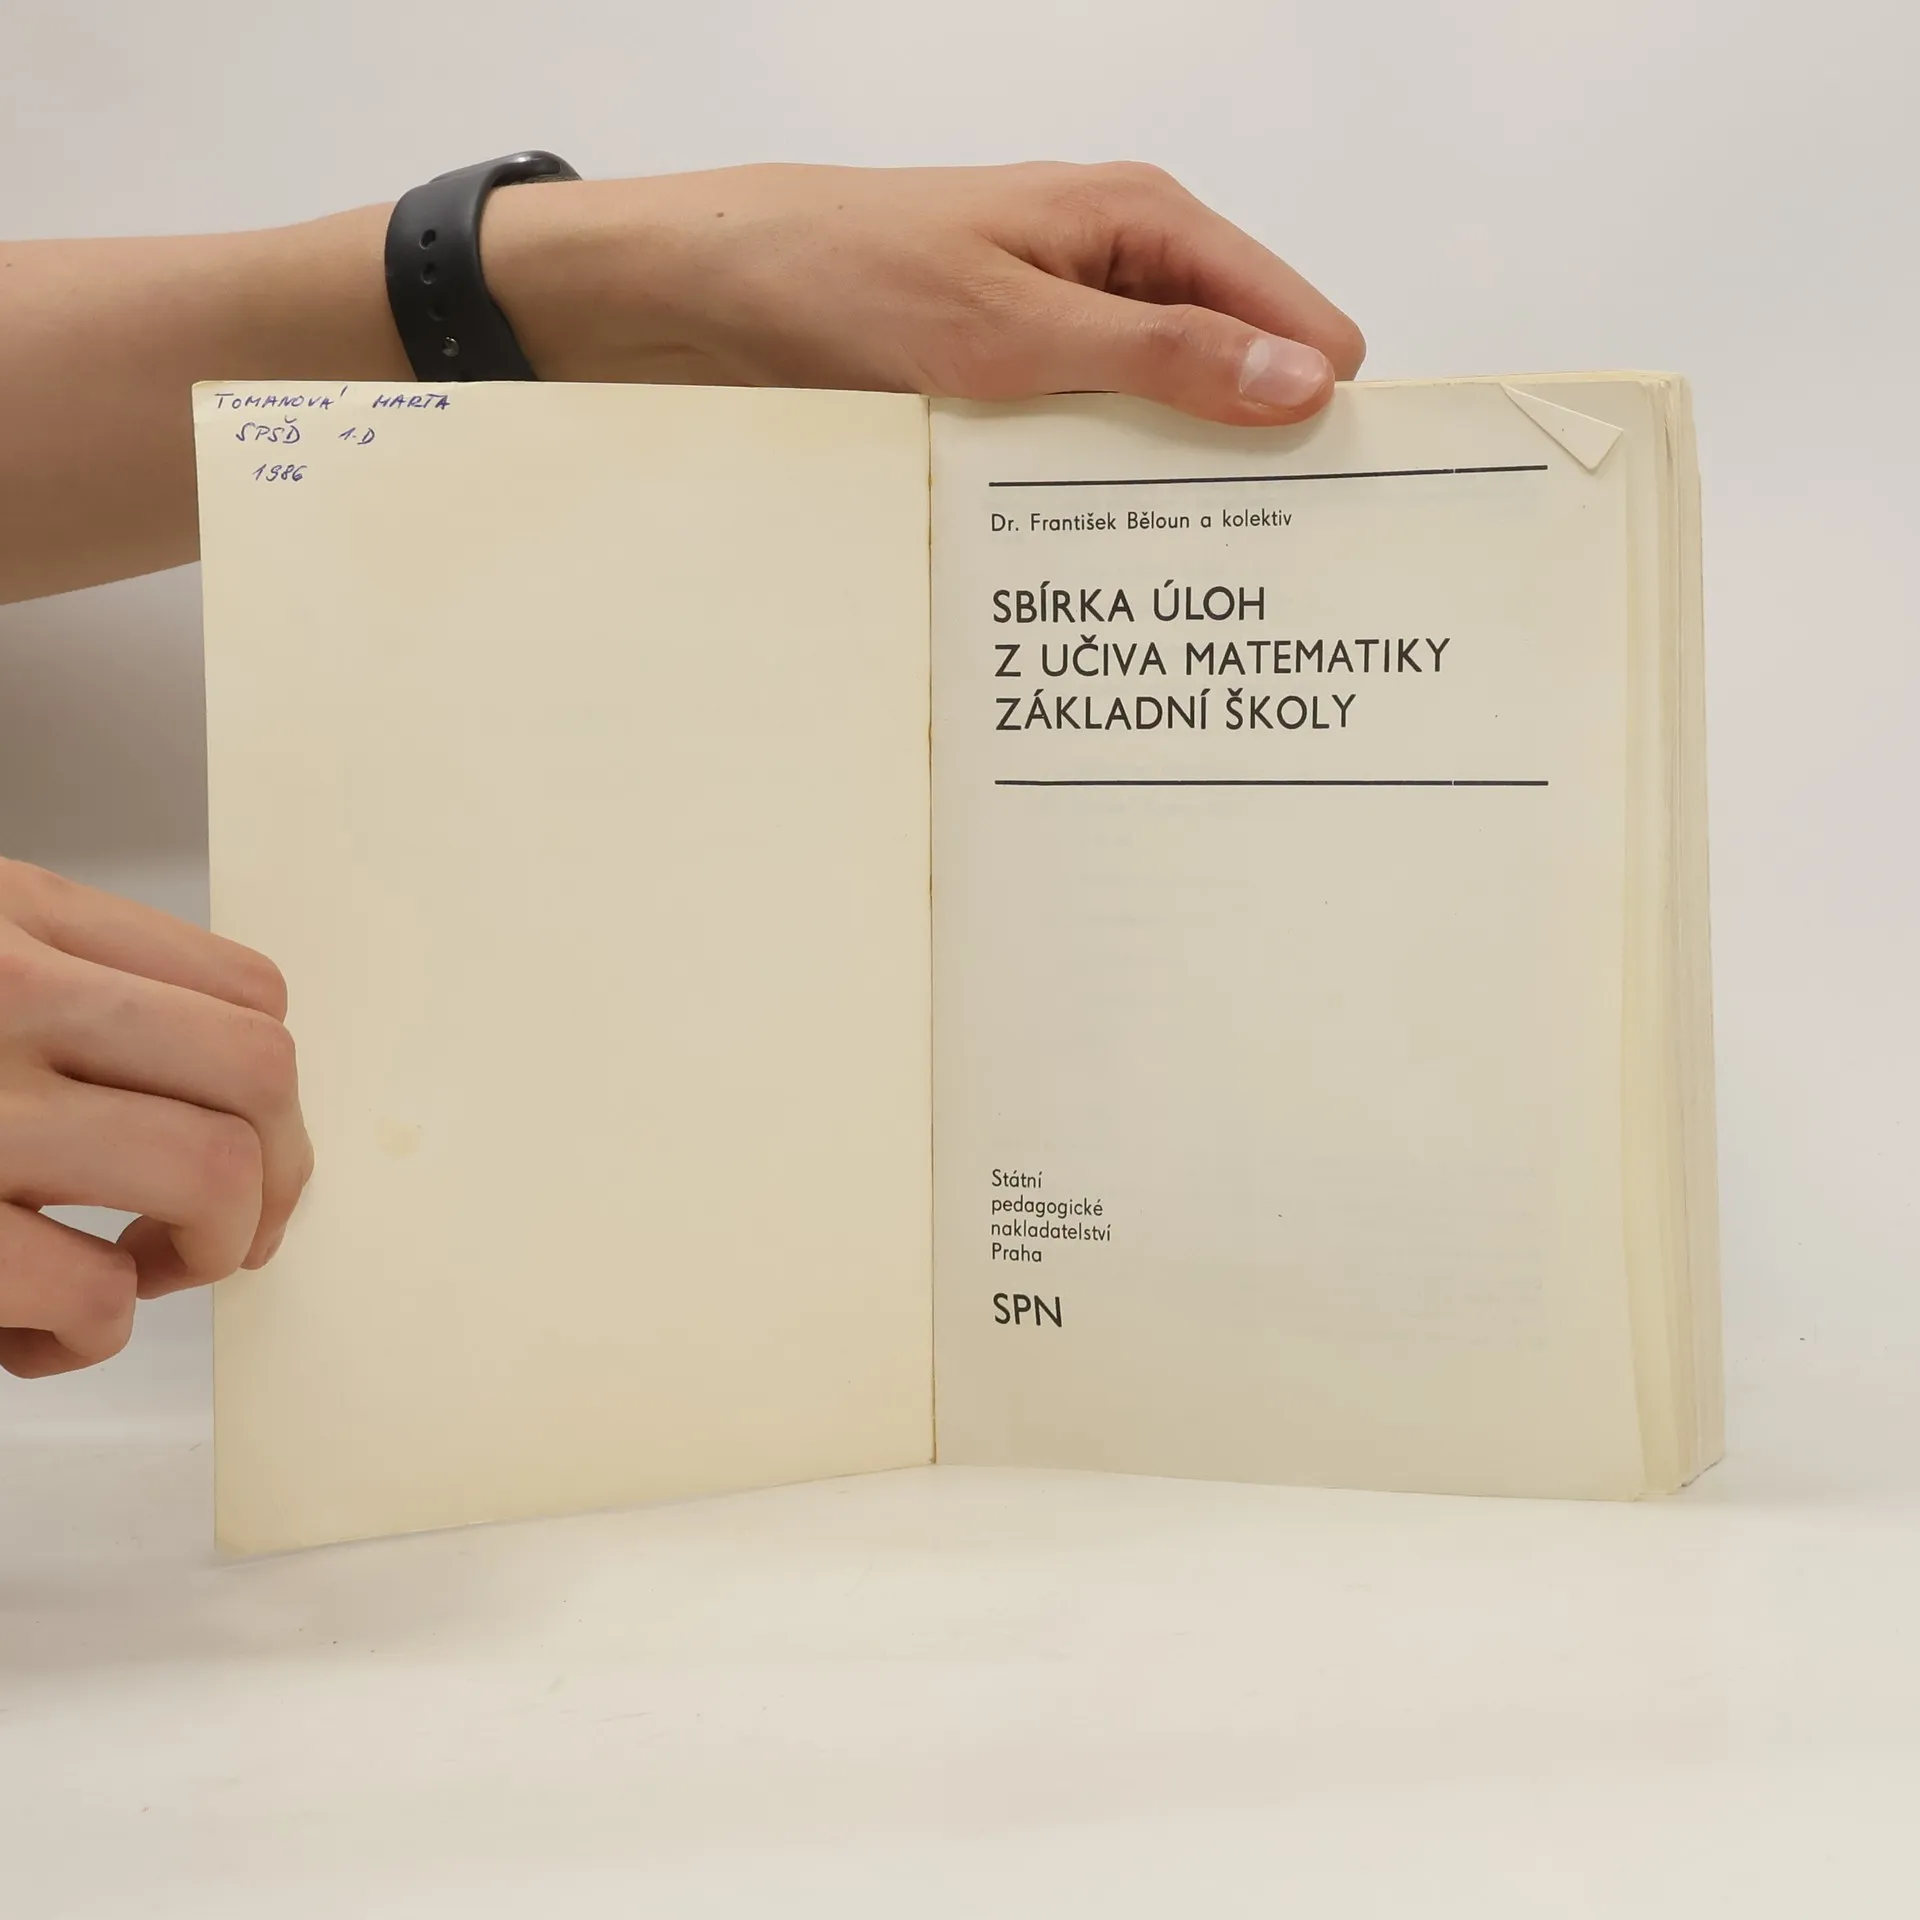 TOMANOVÁ MARTA
SPSĎ 1.D
1986
Dr. František Běloun a kolektiv
SBÍRKA ÚLOH
Z UČIVA MATEMATIKY
ZÁKLADNÍ ŠKOLY
Státní
pedagogické
nakladatelství
Praha
SPN